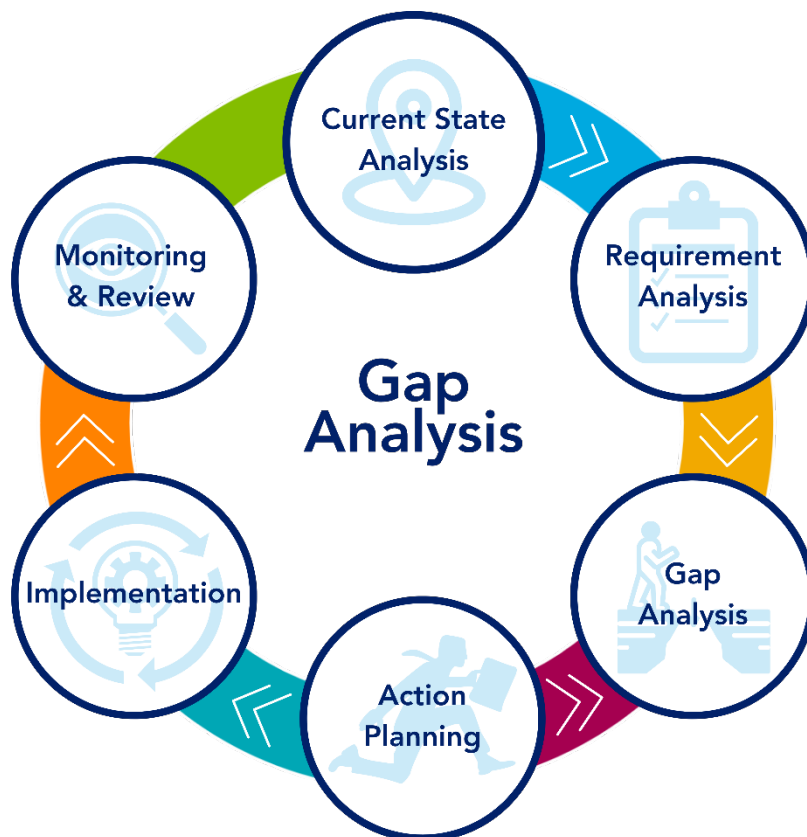 Current State
Analysis
Requirement
Analysis
Gap
Analysis
Action
Planning
Implementation
Monitoring
& Review
Gap
Analysis